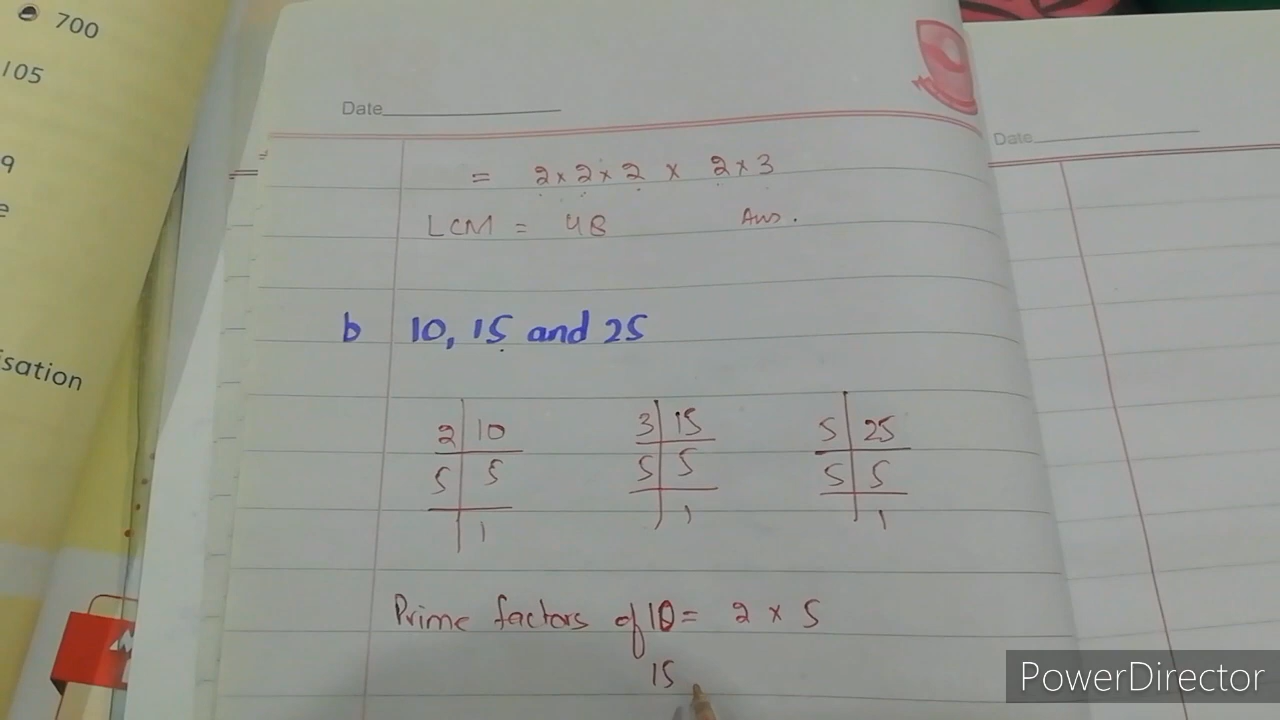 700
105
9
isation
Date
= 2 × 2 × 2 × 2 × 3
LCM = 48 Ans.
b 10, 15 and 25
2 10 3 15 5 25
5 5 5 5 5 5
1 1 1
Prime factors of 10 = 2 × 5
15
Date
PowerDirector